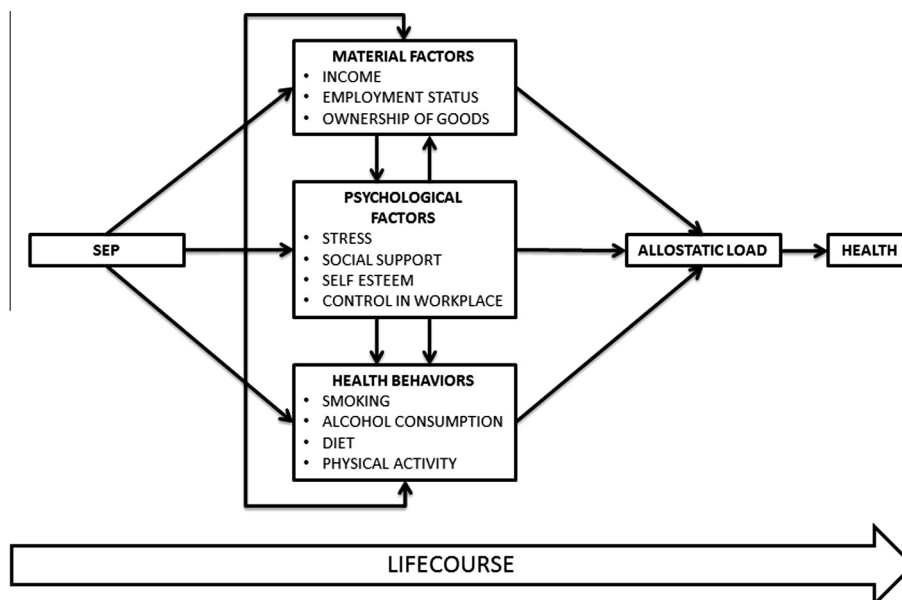 MATERIAL FACTORS
• INCOME
• EMPLOYMENT STATUS
• OWNERSHIP OF GOODS
PSYCHOLOGICAL
FACTORS
• STRESS
• SOCIAL SUPPORT
• SELF ESTEEM
• CONTROL IN WORKPLACE
SEP
ALLOSTATIC LOAD
HEALTH
HEALTH BEHAVIORS
• SMOKING
• ALCOHOL CONSUMPTION
• DIET
• PHYSICAL ACTIVITY
LIFECOURSE